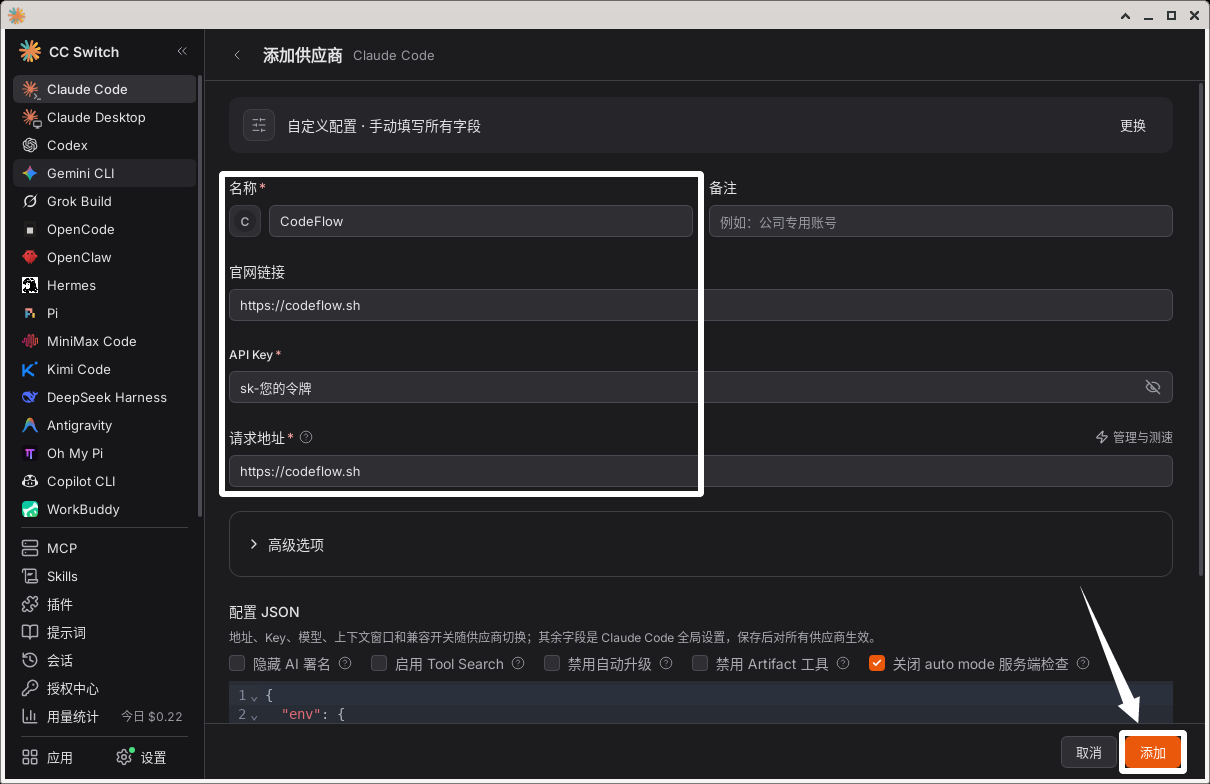 CC Switch
Claude Code
Claude Desktop
Codex
Gemini CLI
Grok Build
OpenCode
OpenClaw
Hermes
Pi
MiniMax Code
Kimi Code
DeepSeek Harness
Antigravity
Oh My Pi
Copilot CLI
WorkBuddy
MCP
Skills
插件
提示词
会话
授权中心
用量统计 今日 $0.22
应用 设置
添加供应商 Claude Code
自定义配置 · 手动填写所有字段 更换
名称* 备注
C CodeFlow 例如：公司专用账号
官网链接
https://codeflow.sh
API Key*
sk-您的令牌
请求地址* 管理与测速
https://codeflow.sh
高级选项
配置 JSON
地址、Key、模型、上下文窗口和兼容开关随供应商切换；其余字段是 Claude Code 全局设置，保存后对所有供应商生效。
隐藏 AI 署名 启用 Tool Search 禁用自动升级 禁用 Artifact 工具 关闭 auto mode 服务端检查
1 {
2 "env": {
取消 添加